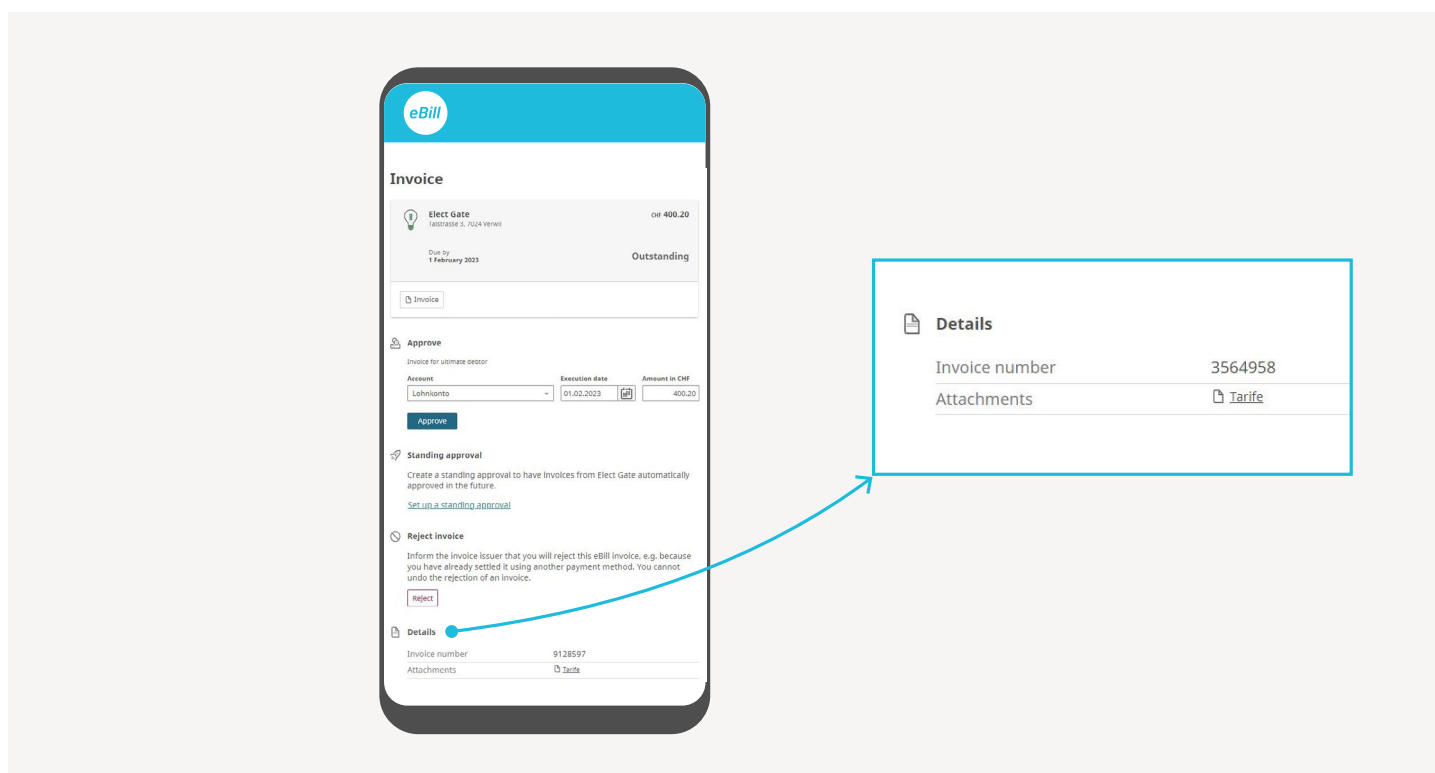 eBill
Invoice
Elect Gate
CHF 400.20
Talstrasse 3, 7024 Verwil
Due by
1 February 2023
Outstanding
Invoice
Approve
Invoice for ultimate debtor
Account
Execution date
Amount in CHF
Lohnkonto
01.02.2023
400.20
Approve
Standing approval
Create a standing approval to have invoices from Elect Gate automatically
approved in the future.
Set up a standing approval
Reject invoice
Inform the invoice issuer that you will reject this eBill invoice, e.g. because
you have already settled it using another payment method. You cannot
undo the rejection of an invoice.
Reject
Details
Invoice number 9128597
Attachments Tarife
Details
Invoice number 3564958
Attachments Tarife